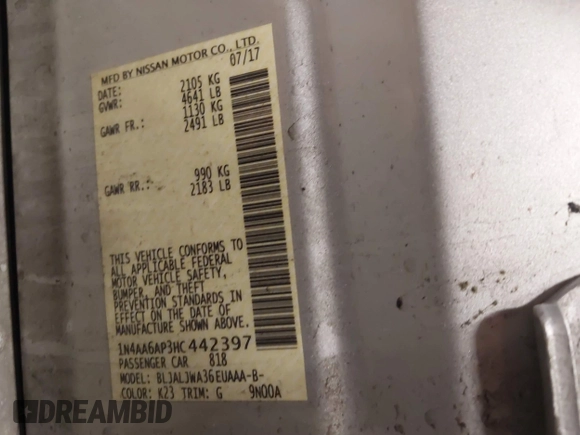 MFD BY NISSAN MOTOR CO., LTD.
DATE: 07/17
GVWR: 2105 KG
4641 LB
GAWR FR.: 1130 KG
2491 LB
GAWR RR.: 990 KG
2183 LB
THIS VEHICLE CONFORMS TO
ALL APPLICABLE FEDERAL
MOTOR VEHICLE SAFETY,
BUMPER, AND THEFT
PREVENTION STANDARDS IN
EFFECT ON THE DATE OF
MANUFACTURE SHOWN ABOVE.
1N4AA6AP3HC442397
PASSENGER CAR 818
MODEL: BLJALJWA36EUAAA-B-
COLOR: K23 TRIM: G 9N00A
DREAMBID